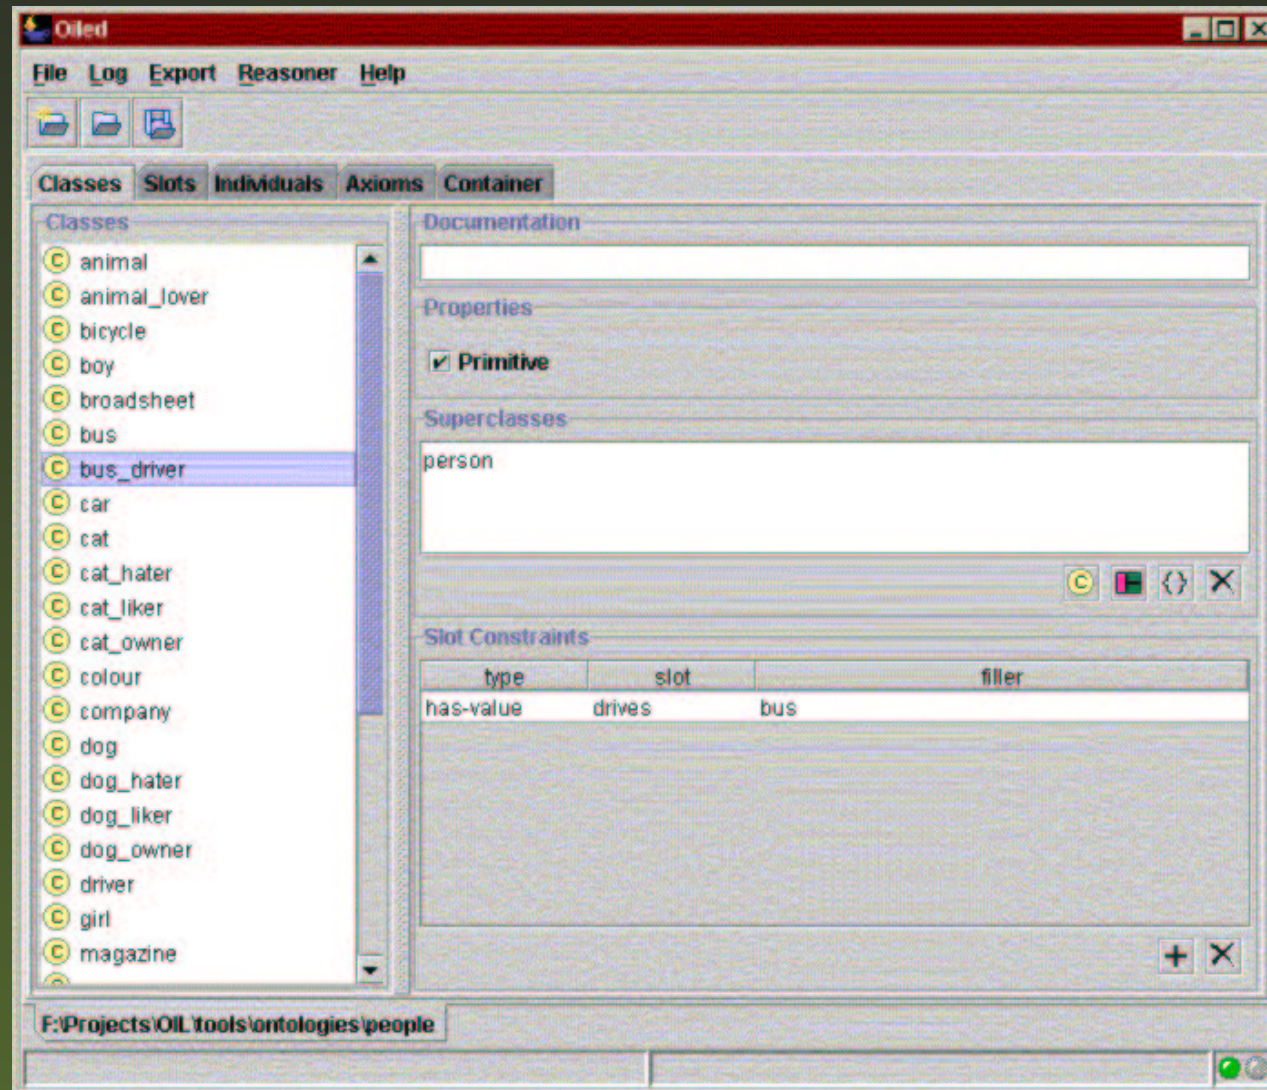 Oiled
File Log Export Reasoner Help
Classes Slots Individuals Axioms Container
Classes
C animal
C animal_lover
C bicycle
C boy
C broadsheet
C bus
C bus_driver
C car
C cat
C cat_hater
C cat_liker
C cat_owner
C colour
C company
C dog
C dog_hater
C dog_liker
C dog_owner
C driver
C girl
C magazine
Documentation
Properties
Primitive
Superclasses
person
C {}
Slot Constraints
type slot filler
has-value drives bus
F:\Projects\OIL\tools\ontologies\people